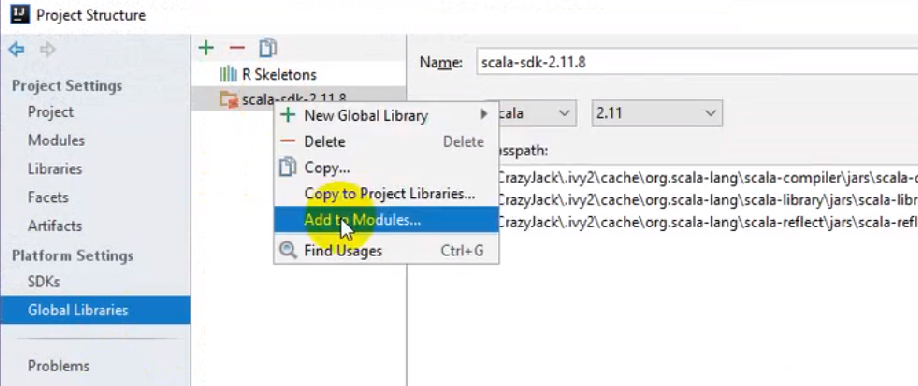 IJ Project Structure
Project Settings
Project
Modules
Libraries
Facets
Artifacts
Platform Settings
SDKs
Global Libraries
Problems
R Skeletons
scala-sdk-2.11.8
New Global Library
Delete Delete
Copy...
Copy to Project Libraries...
Add to Modules...
Find Usages Ctrl+G
Name: scala-sdk-2.11.8
cala 2.11
sspath:
CrazyJack\.ivy2\cache\org.scala-lang\scala-compiler\jars\scala-c
CrazyJack\.ivy2\cache\org.scala-lang\scala-library\jars\scala-libr
CrazyJack\.ivy2\cache\org.scala-lang\scala-reflect\jars\scala-ref